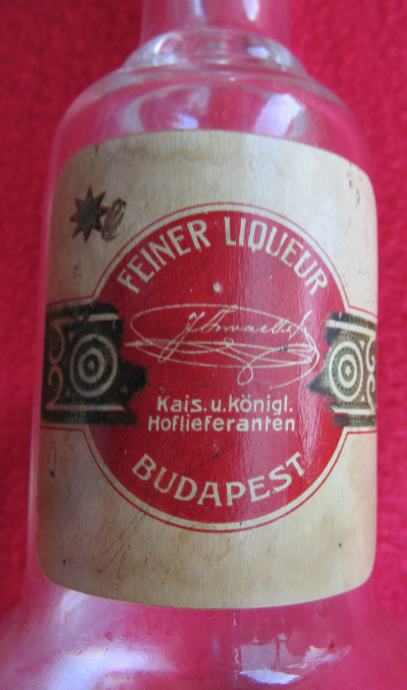 FEINER LIQUEUR
Kais. u. königl.
Hoflieferanten
BUDAPEST